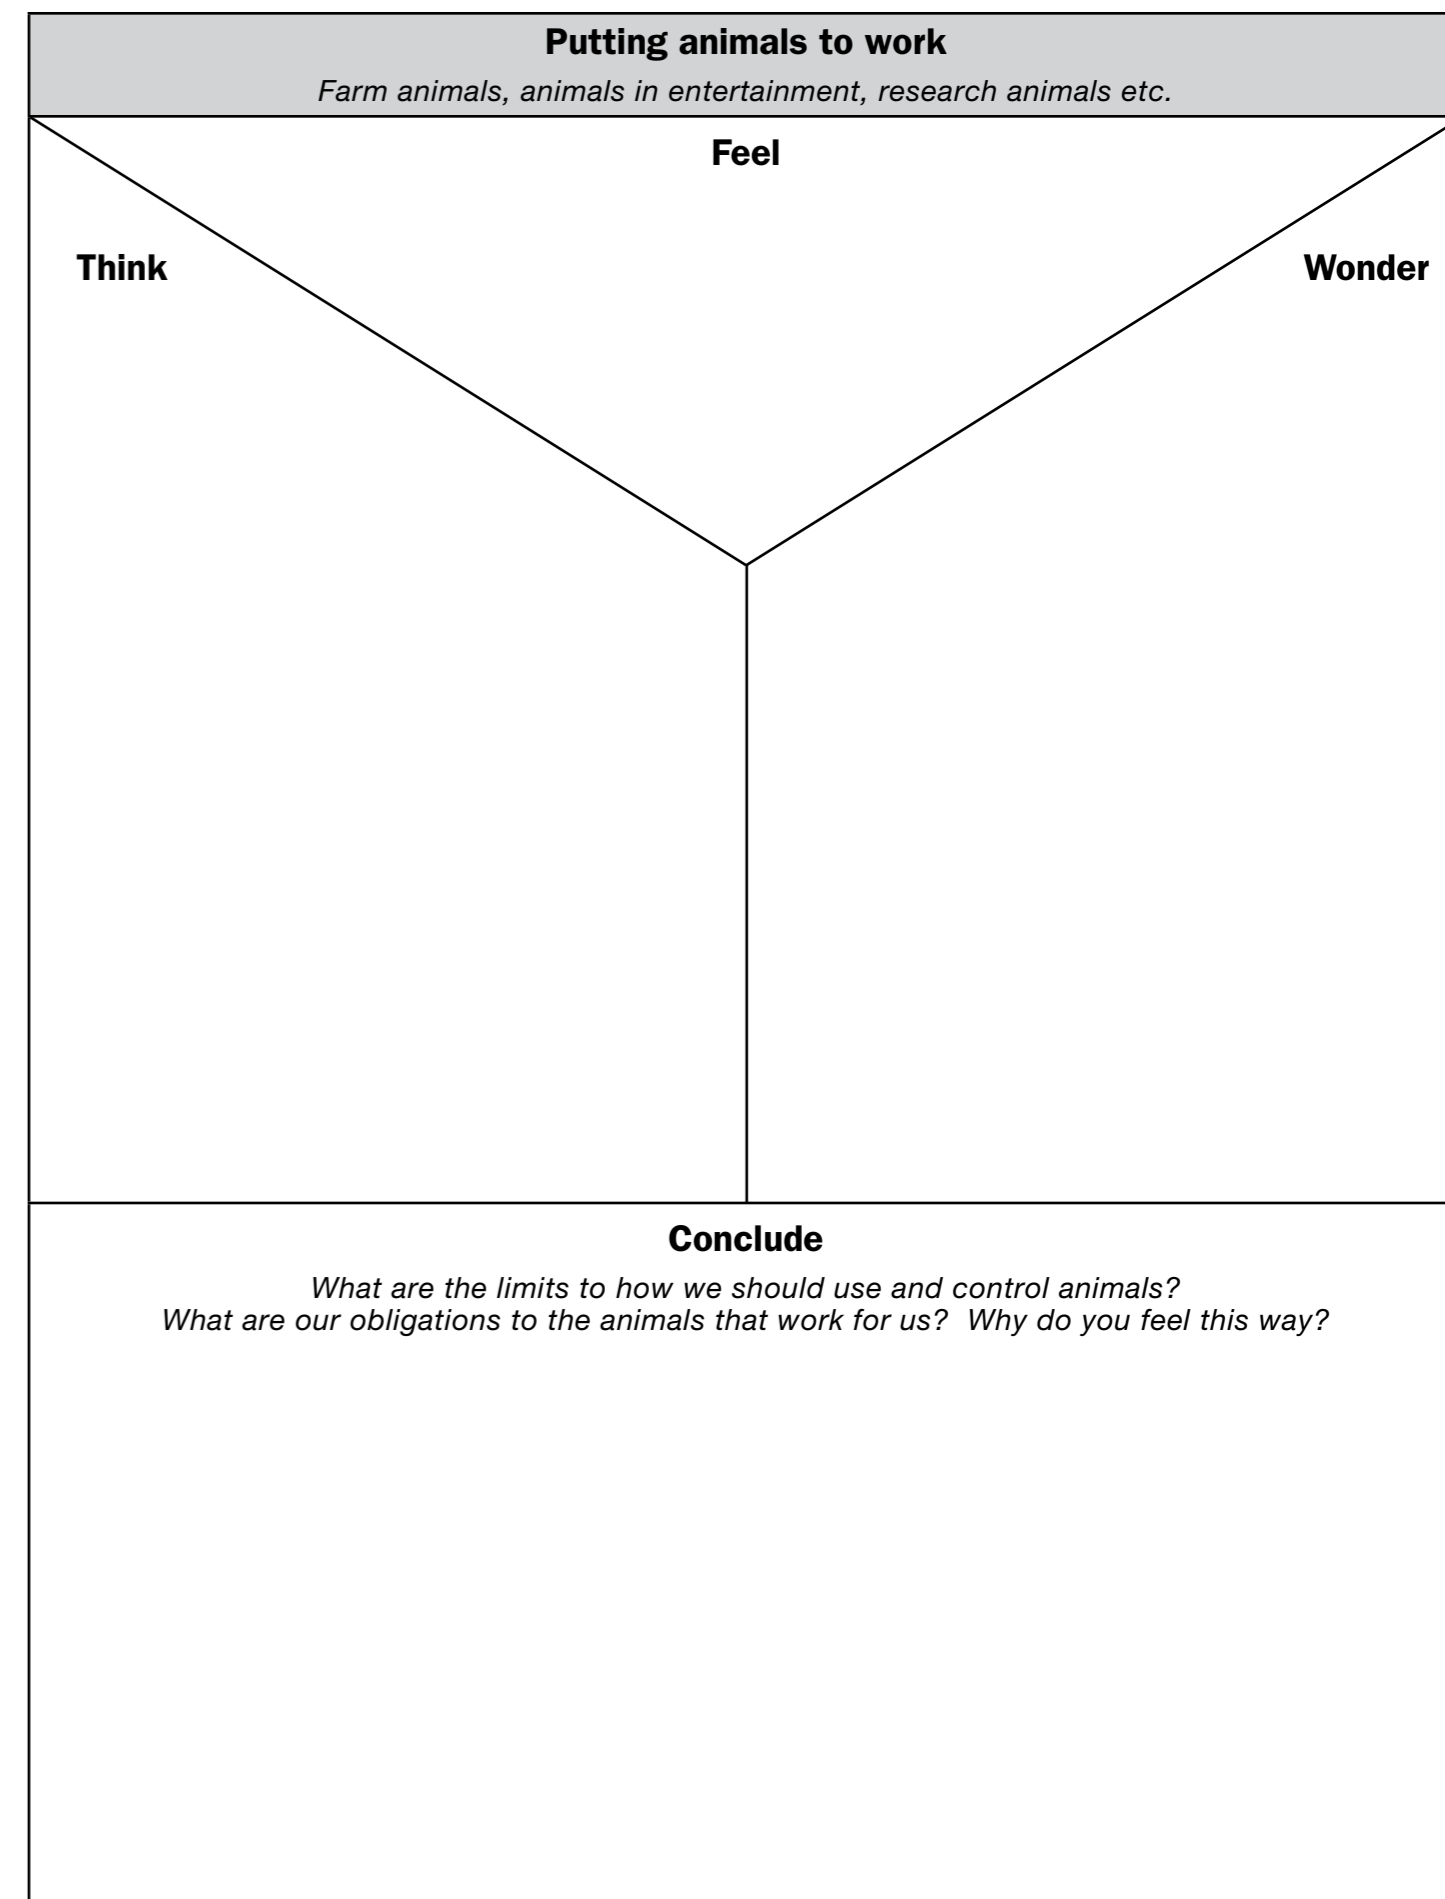 Putting animals to work
Farm animals, animals in entertainment, research animals etc.
Feel
Think
Wonder
Conclude
What are the limits to how we should use and control animals?
What are our obligations to the animals that work for us?  Why do you feel this way?